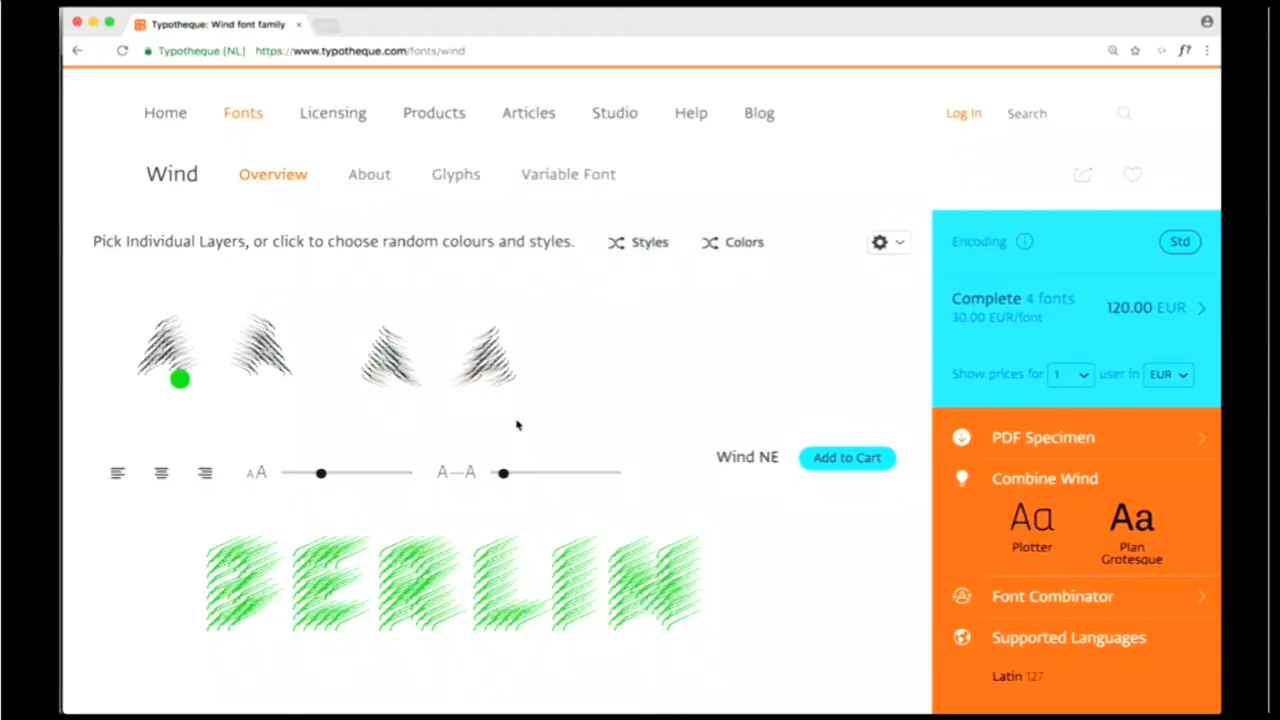 Typotheque: Wind font family ×
Typotheque [NL] https://www.typotheque.com/fonts/wind f?
Home Fonts Licensing Products Articles Studio Help Blog Log In Search
Wind Overview About Glyphs Variable Font
Pick Individual Layers, or click to choose random colours and styles. Styles Colors
Encoding Std
Complete 4 fonts 120.00 EUR
30.00 EUR/font
Show prices for 1 user in EUR
A A A A
Wind NE Add to Cart
AA A—A
PDF Specimen
Combine Wind
Aa Aa
Plotter Plan
Grotesque
Font Combinator
Supported Languages
Latin 127
BERLIN